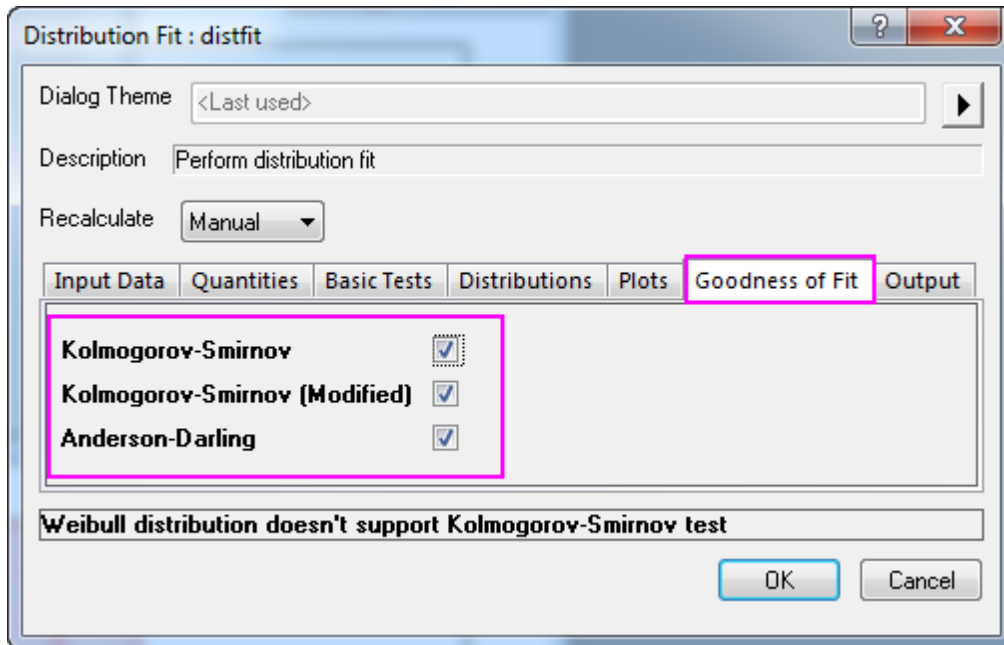 Distribution Fit : distfit
?
X
Dialog Theme <Last used>
Description Perform distribution fit
Recalculate Manual
Input Data Quantities Basic Tests Distributions Plots Goodness of Fit Output
Kolmogorov-Smirnov
Kolmogorov-Smirnov (Modified)
Anderson-Darling
Weibull distribution doesn't support Kolmogorov-Smirnov test
OK Cancel